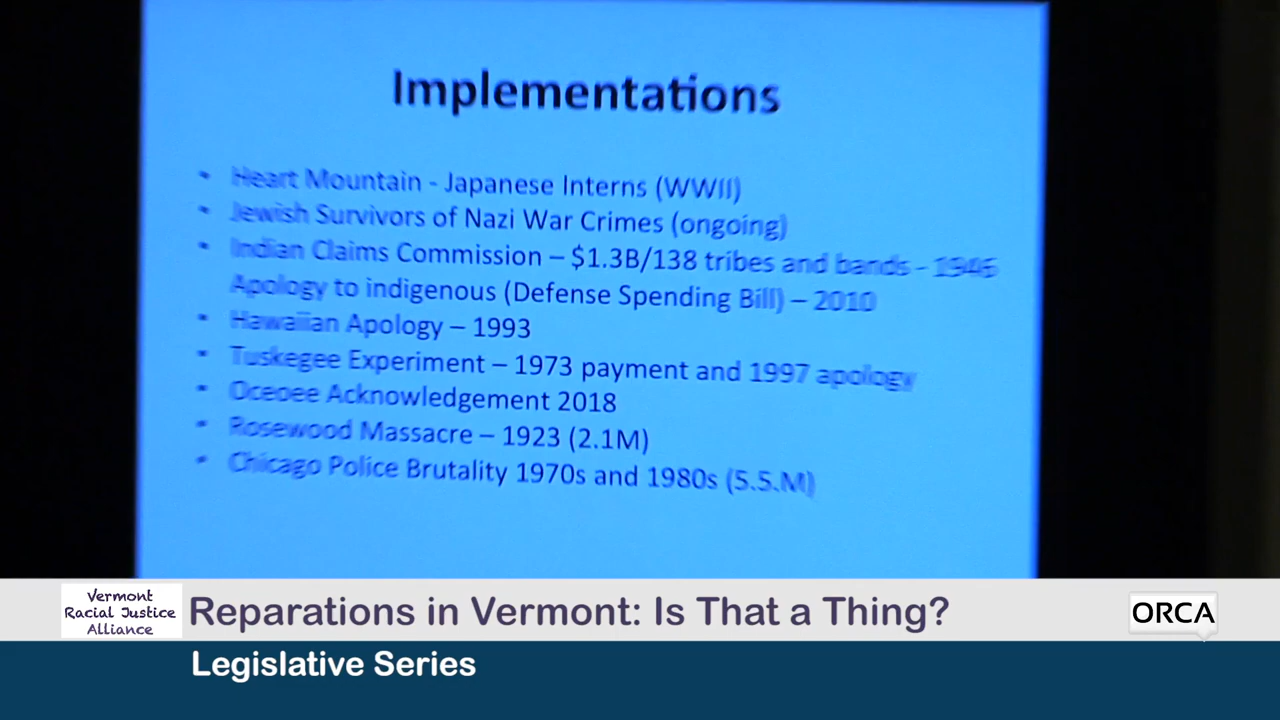 Implementations
• Heart Mountain - Japanese Interns (WWII)
• Jewish Survivors of Nazi War Crimes (ongoing)
• Indian Claims Commission – $1.3B/138 tribes and bands - 1946
Apology to indigenous (Defense Spending Bill) – 2010
• Hawaiian Apology – 1993
• Tuskegee Experiment – 1973 payment and 1997 apology
• Ocoee Acknowledgement 2018
• Rosewood Massacre – 1923 (2.1M)
• Chicago Police Brutality 1970s and 1980s (5.5.M)
Vermont
Racial Justice
Alliance
Reparations in Vermont: Is That a Thing?
ORCA
Legislative Series